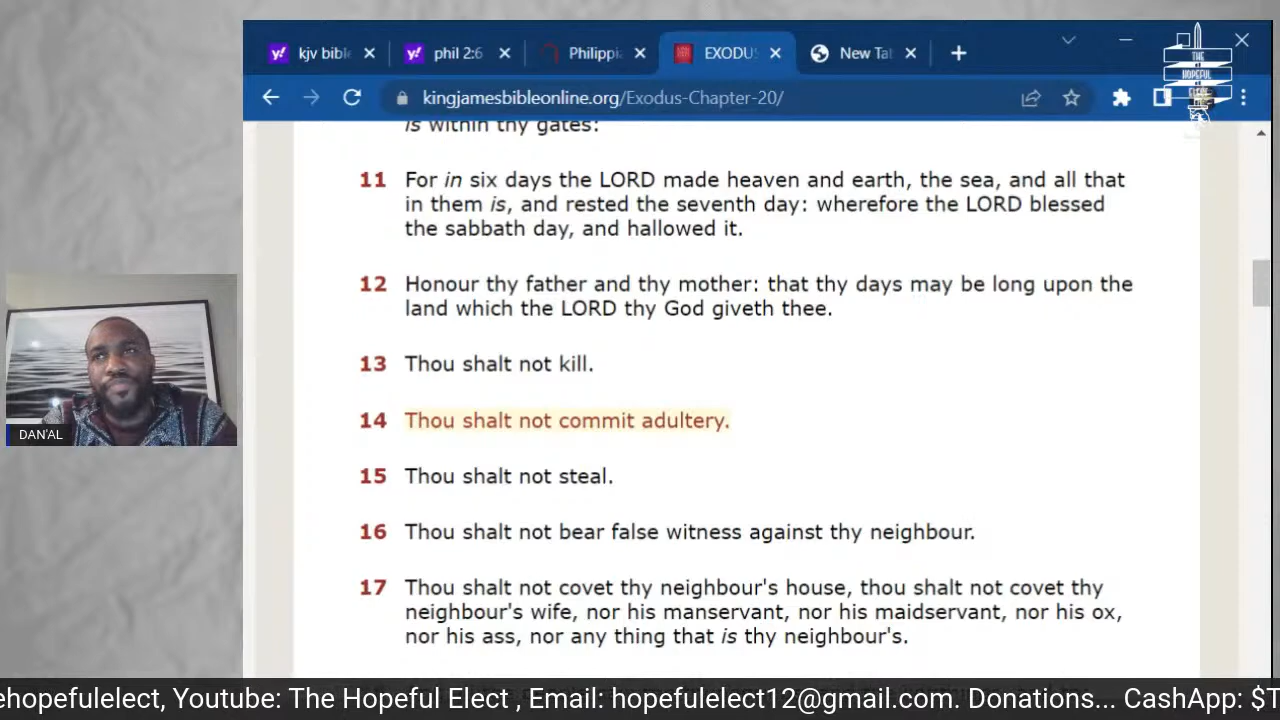 kjv bibl
phil 2:6
Philippi
EXODUS
New Tab
kingjamesbibleonline.org/Exodus-Chapter-20/
THE
HOPEFUL
ELECT
is within thy gates:
11 For in six days the LORD made heaven and earth, the sea, and all that
in them is, and rested the seventh day: wherefore the LORD blessed
the sabbath day, and hallowed it.
12 Honour thy father and thy mother: that thy days may be long upon the
land which the LORD thy God giveth thee.
13 Thou shalt not kill.
14 Thou shalt not commit adultery.
15 Thou shalt not steal.
16 Thou shalt not bear false witness against thy neighbour.
17 Thou shalt not covet thy neighbour's house, thou shalt not covet thy
neighbour's wife, nor his manservant, nor his maidservant, nor his ox,
nor his ass, nor any thing that is thy neighbour's.
DAN'AL
ehopefulelect, Youtube: The Hopeful Elect , Email: hopefulelect12@gmail.com. Donations... CashApp: $T